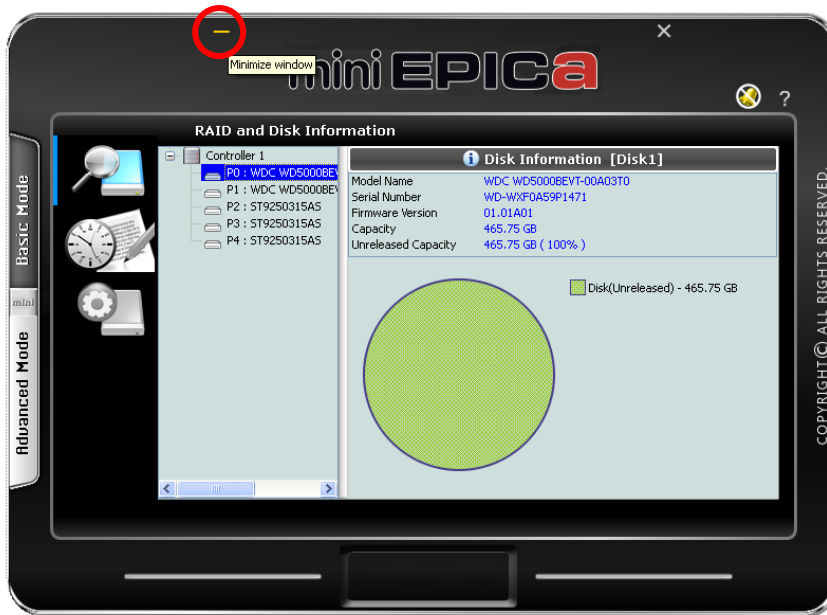 Minimize window
mini EPICa
?
RAID and Disk Information
Basic Mode
mini
Advanced Mode
Controller 1
P0 : WDC WD5000BEV
P1 : WDC WD5000BEV
P2 : ST9250315AS
P3 : ST9250315AS
P4 : ST9250315AS
Disk Information [Disk1]
Model Name WDC WD5000BEVT-00A03T0
Serial Number WD-WXF0A59P1471
Firmware Version 01.01A01
Capacity 465.75 GB
Unreleased Capacity 465.75 GB ( 100% )
Disk(Unreleased) - 465.75 GB
COPYRIGHT© ALL RIGHTS RESERVED.